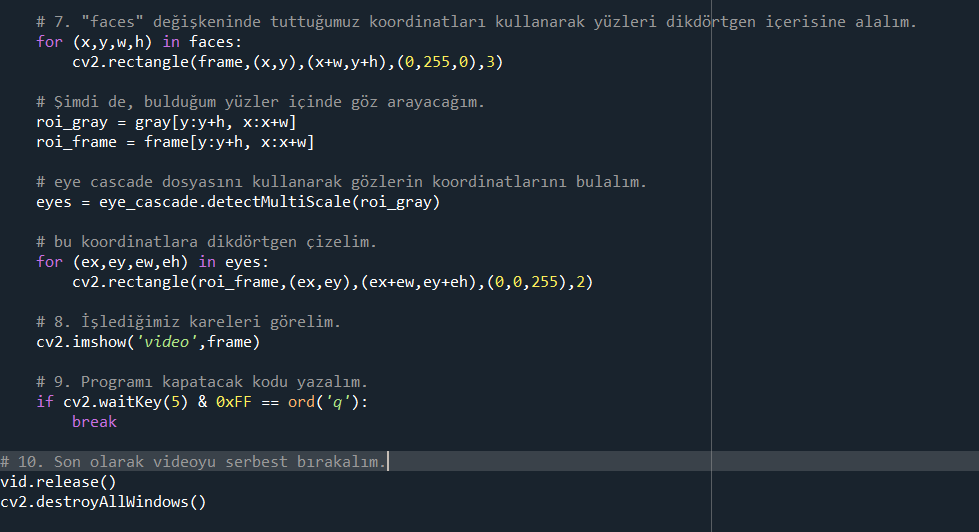 # 7. "faces" değişkeninde tuttuğumuz koordinatları kullanarak yüzleri dikdörtgen içerisine alalım.
for (x,y,w,h) in faces:
cv2.rectangle(frame,(x,y),(x+w,y+h),(0,255,0),3)
# Şimdi de, bulduğum yüzler içinde göz arayacağım.
roi_gray = gray[y:y+h, x:x+w]
roi_frame = frame[y:y+h, x:x+w]
# eye cascade dosyasını kullanarak gözlerin koordinatlarını bulalım.
eyes = eye_cascade.detectMultiScale(roi_gray)
# bu koordinatlara dikdörtgen çizelim.
for (ex,ey,ew,eh) in eyes:
cv2.rectangle(roi_frame,(ex,ey),(ex+ew,ey+eh),(0,0,255),2)
# 8. İşlediğimiz kareleri görelim.
cv2.imshow('video',frame)
# 9. Programı kapatacak kodu yazalım.
if cv2.waitKey(5) & 0xFF == ord('q'):
break
# 10. Son olarak videoyu serbest bırakalım.
vid.release()
cv2.destroyAllWindows()